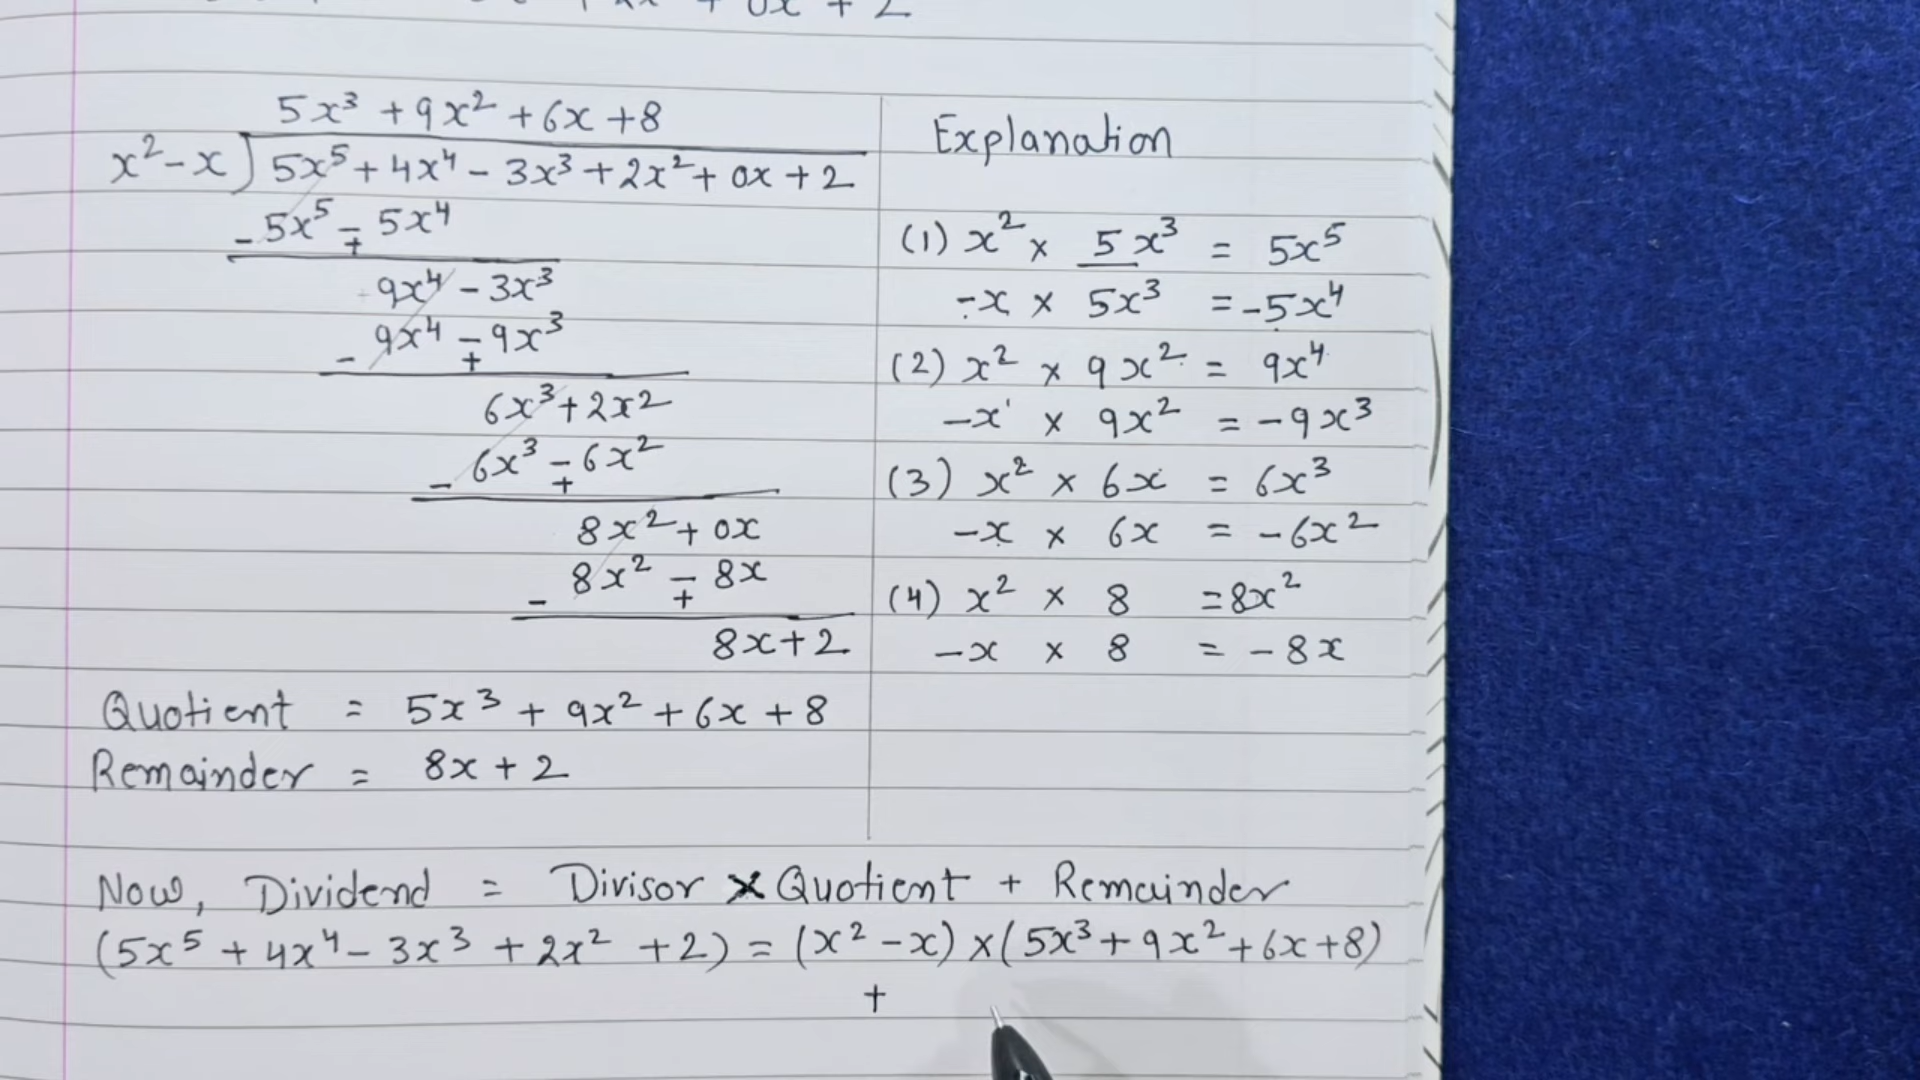 + 0x + 2
5x³ + 9x² + 6x + 8
x² - x ) 5x⁵ + 4x⁴ - 3x³ + 2x² + 0x + 2
- 5x⁵ - 5x⁴
+
9x⁴ - 3x³
- 9x⁴ - 9x³
+
6x³ + 2x2
- 6x³ - 6x²
+
8x² + 0x
- 8x² - 8x
+
8x + 2
Explanation
(1) x² × 5x³ = 5x⁵
-x × 5x³ = -5x⁴
(2) x² × 9x² = 9x⁴
-x × 9x² = -9x³
(3) x² × 6x = 6x³
-x × 6x = -6x²
(4) x² × 8 = 8x²
-x × 8 = -8x
Quotient = 5x³ + 9x² + 6x + 8
Remainder = 8x + 2
Now, Dividend = Divisor × Quotient + Remainder
(5x⁵ + 4x⁴ - 3x³ + 2x² + 2) = (x² - x) × (5x³ + 9x² + 6x + 8)
+